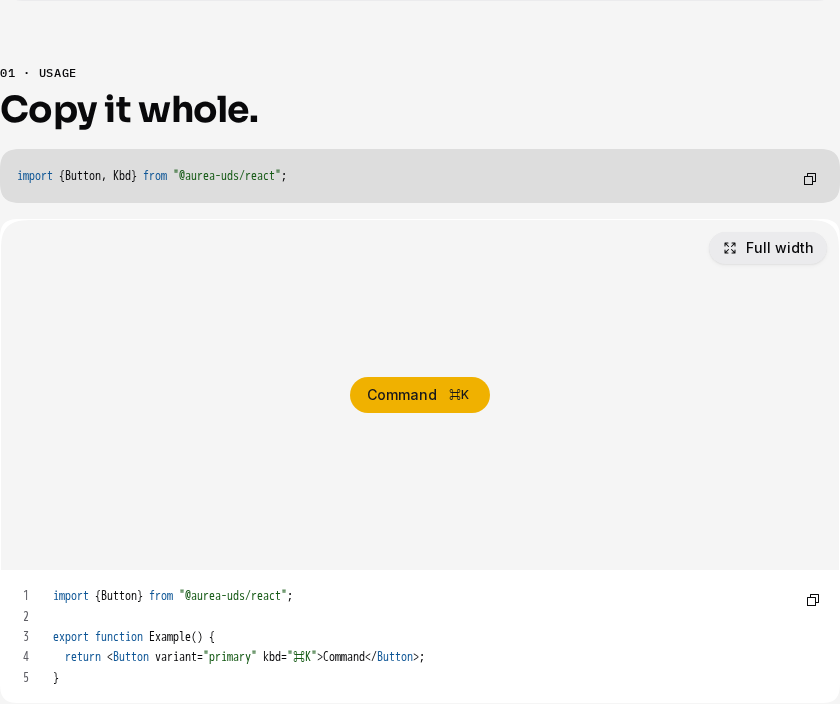 01 · USAGE
Copy it whole.
import {Button, Kbd} from "@aurea-uds/react";
Full width
Command ⌘K
1 import {Button} from "@aurea-uds/react";
2
3 export function Example() {
4 return <Button variant="primary" kbd="⌘K">Command</Button>;
5 }